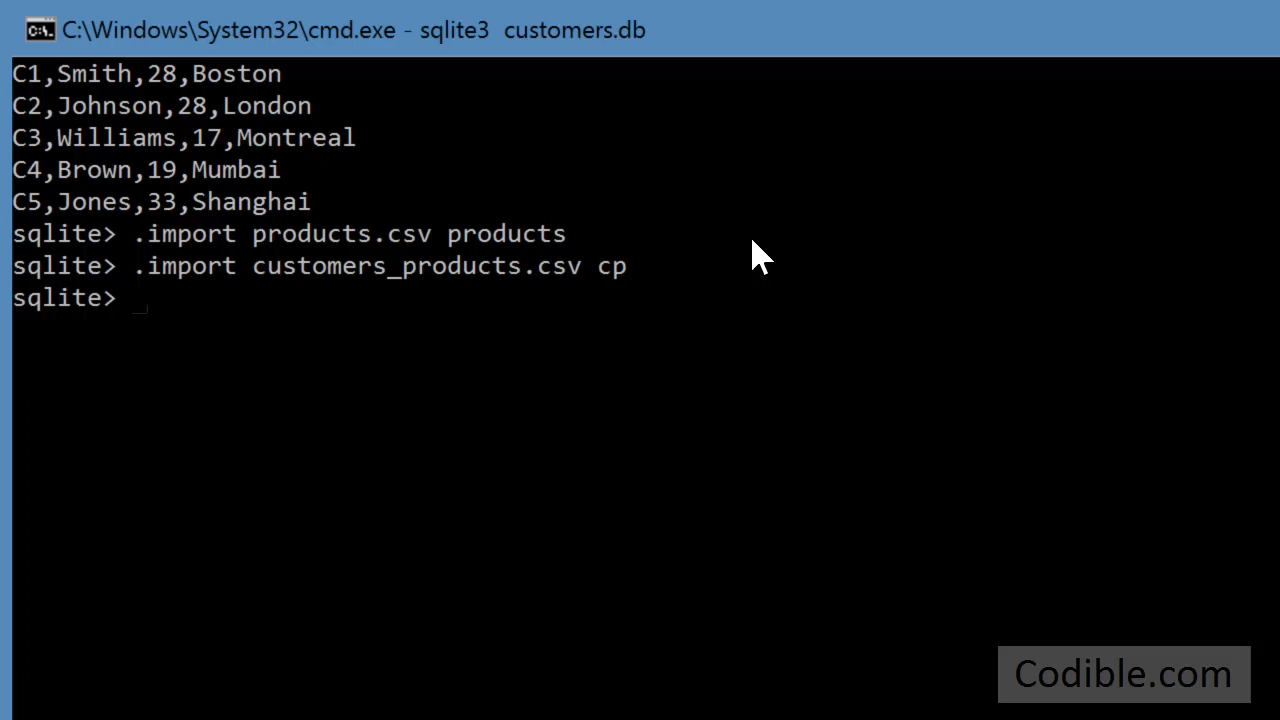 C:\Windows\System32\cmd.exe - sqlite3  customers.db
C1,Smith,28,Boston
C2,Johnson,28,London
C3,Williams,17,Montreal
C4,Brown,19,Mumbai
C5,Jones,33,Shanghai
sqlite> .import products.csv products
sqlite> .import customers_products.csv cp
sqlite> _
Codible.com